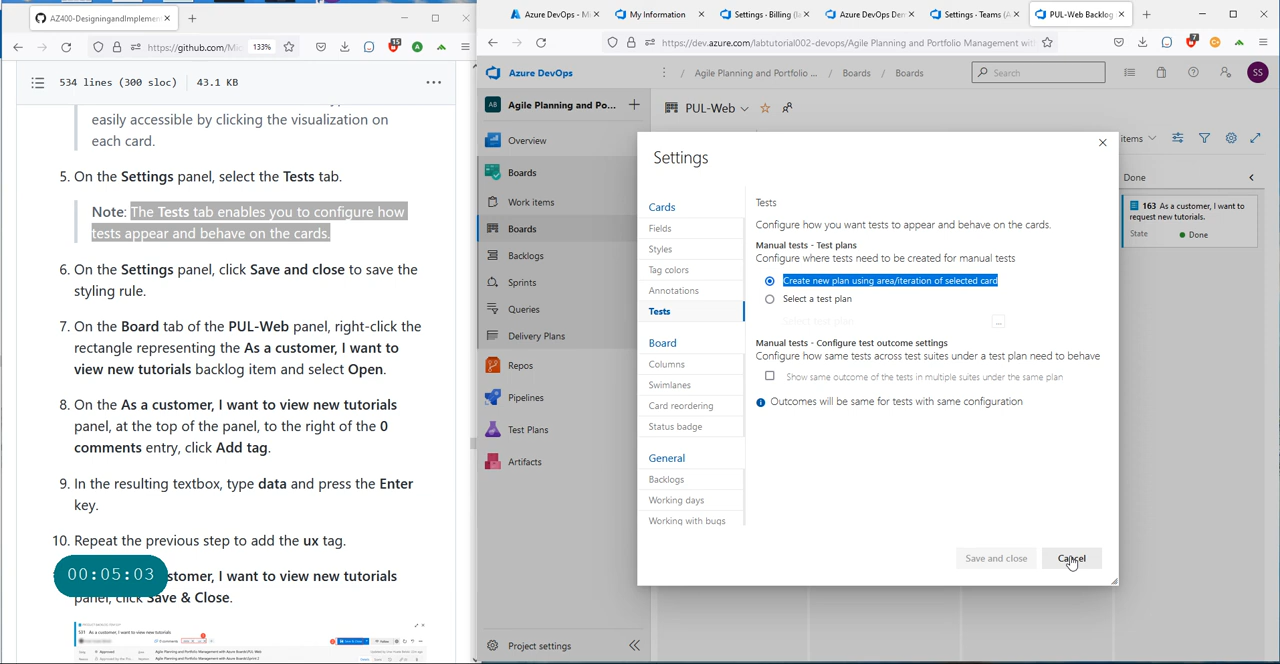 AZ400-DesigningandImplemen
https://github.com/Mic
133%
15
534 lines (300 sloc)
43.1 KB
easily accessible by clicking the visualization on
each card.
5. On the Settings panel, select the Tests tab.
Note: The Tests tab enables you to configure how
tests appear and behave on the cards.
6. On the Settings panel, click Save and close to save the
styling rule.
7. On the Board tab of the PUL-Web panel, right-click the
rectangle representing the As a customer, I want to
view new tutorials backlog item and select Open.
8. On the As a customer, I want to view new tutorials
panel, at the top of the panel, to the right of the 0
comments entry, click Add tag.
9. In the resulting textbox, type data and press the Enter
key.
10. Repeat the previous step to add the ux tag.
00:05:03
stomer, I want to view new tutorials
panel, click Save & Close.
Azure DevOps - M
My Information
Settings - Billing (
Azure DevOps De
Settings - Teams (A
PUL-Web Backlog
https://dev.azure.com/labtutorial002-devops/Agile Planning and Portfolio Management wit
7
Azure DevOps
/ Agile Planning and Portfolio ... / Boards / Boards
Search
SS
AB
Agile Planning and Po...
Overview
Boards
Work items
Boards
Backlogs
Sprints
Queries
Delivery Plans
Repos
Pipelines
Test Plans
Artifacts
Project settings
PUL-Web
items
Done
163 As a customer, I want to
request new tutorials.
State
Done
Settings
Cards
Fields
Styles
Tag colors
Annotations
Tests
Board
Columns
Swimlanes
Card reordering
Status badge
General
Backlogs
Working days
Working with bugs
Tests
Configure how you want tests to appear and behave on the cards.
Manual tests - Test plans
Configure where tests need to be created for manual tests
Create new plan using area/iteration of selected card
Select a test plan
Select test plan
...
Manual tests - Configure test outcome settings
Configure how same tests across test suites under a test plan need to behave
Show same outcome of the tests in multiple suites under the same plan
Outcomes will be same for tests with same configuration
Save and close
Cancel